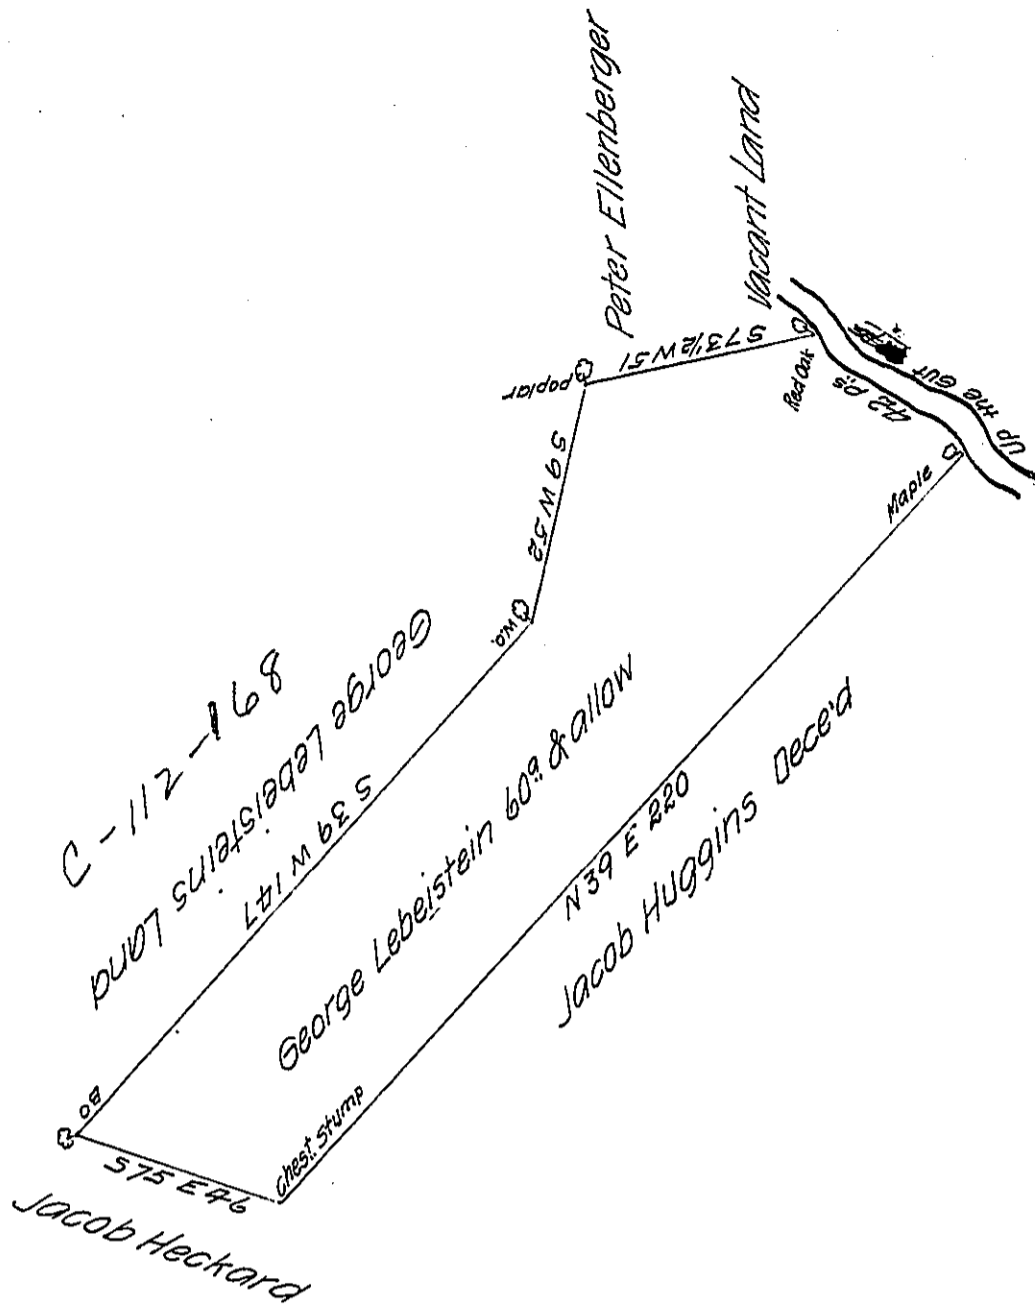 Peter Ellenberger
Vacant Land
S 73 1/2 W 51
poplar
Red Oak
42 Ps
Up the Gut
S 9 W 52
W.O.
Maple
C-112-168
George Lebeisteins Land
S 39 W 147
George Lebeistein 60a & allow
N 39 E 220
Jacob Huggins Dece'd
BO
Chest. Stump
S 75 E 46
Jacob Heckard